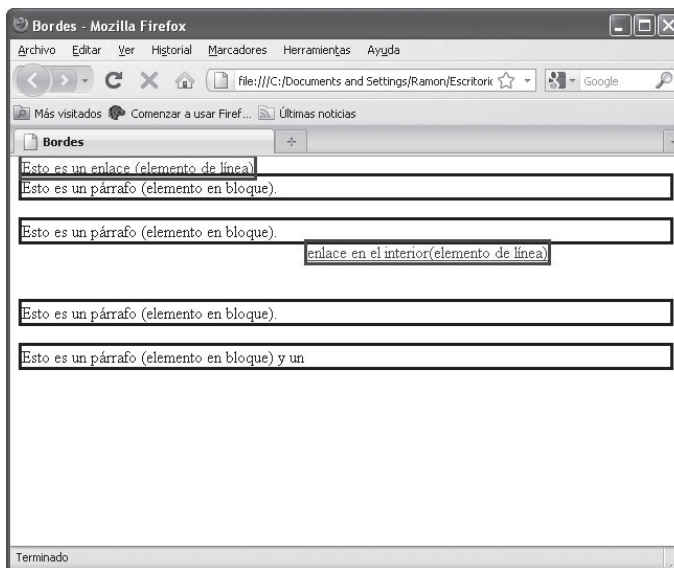 Bordes - Mozilla Firefox
Archivo Editar Ver Historial Marcadores Herramientas Ayuda
file:///C:/Documents and Settings/Ramon/Escritorio Google
Más visitados Comenzar a usar Firef... Últimas noticias
Bordes
Esto es un enlace (elemento de línea)
Esto es un párrafo (elemento en bloque).
Esto es un párrafo (elemento en bloque).
enlace en el interior(elemento de línea)
Esto es un párrafo (elemento en bloque).
Esto es un párrafo (elemento en bloque) y un
Terminado